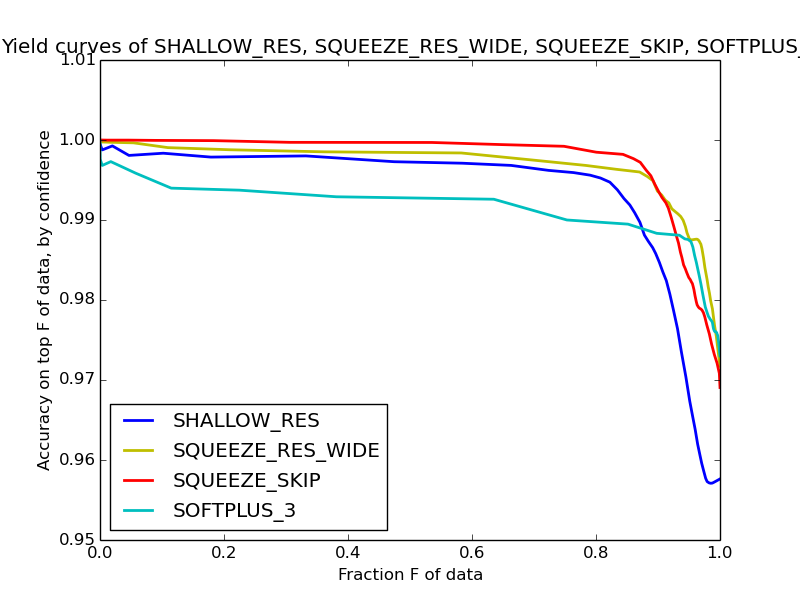 Yield curves of SHALLOW_RES, SQUEEZE_RES_WIDE, SQUEEZE_SKIP, SOFTPLUS_
1.01
1.00
0.99
0.98
0.97
0.96
0.95
Accuracy on top F of data, by confidence
SHALLOW_RES
SQUEEZE_RES_WIDE
SQUEEZE_SKIP
SOFTPLUS_3
0.0 0.2 0.4 0.6 0.8 1.0
Fraction F of data